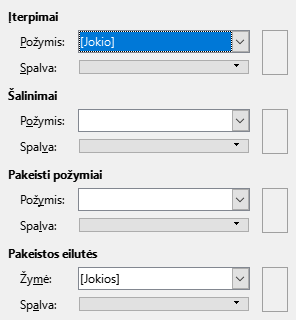 Įterpimai
Požymis: [Jokio]
Spalva:
Šalinimai
Požymis:
Spalva:
Pakeisti požymiai
Požymis:
Spalva:
Pakeistos eilutės
Žymė: [Jokios]
Spalva: